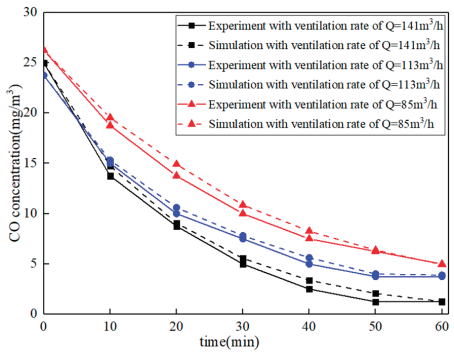 30
25
20
15
10
5
0
CO concentration(mg/m³)
Experiment with ventilation rate of Q=141m³/h
Simulation with ventilation rate of Q=141m³/h
Experiment with ventilation rate of Q=113m³/h
Simulation with ventilation rate of Q=113m³/h
Experiment with ventilation rate of Q=85m³/h
Simulation with ventilation rate of Q=85m³/h
0 10 20 30 40 50 60
time(min)